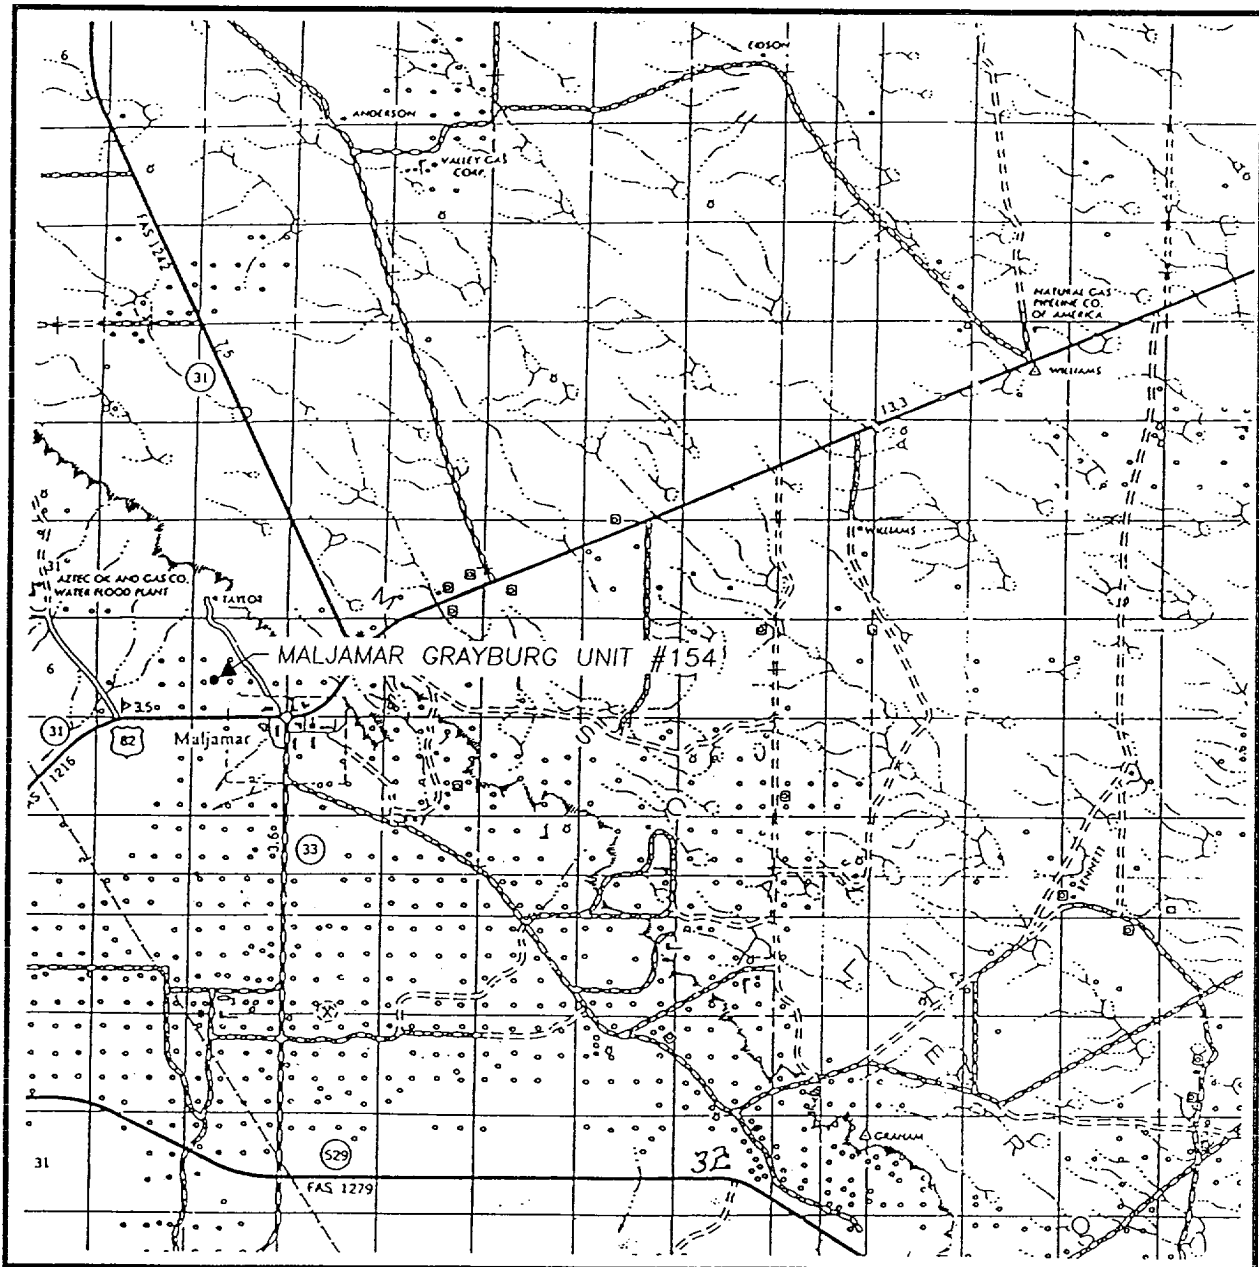 6
EIDSON
ANDERSON
VALLEY GAS
CORP.
FAS 1242
NATURAL GAS
PIPELINE CO.
OF AMERICA
7.5
31
WILLIAMS
13.3
WILLIAMS
31
AZTEC OIL AND GAS CO.
WATER FLOOD PLANT
TAYLOR
M
MALJAMAR GRAYBURG UNIT #154
6
3.5
31
82
Maljamar
S
1216
C
3.6
33
BENNETT
L
E
R
GRAHAM
31
529
32
FAS 1279